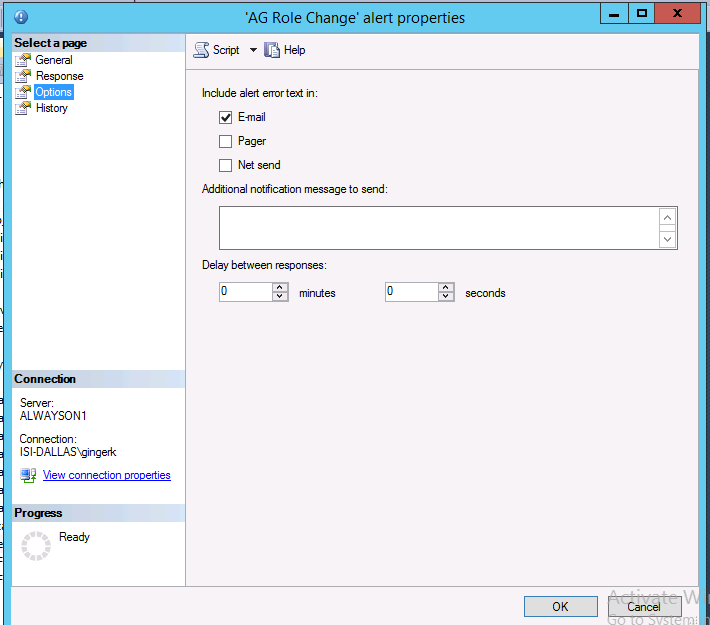 'AG Role Change' alert properties
Select a page
General
Response
Options
History
Script
Help
Include alert error text in:
E-mail
Pager
Net send
Additional notification message to send:
Delay between responses:
0 minutes 0 seconds
Connection
Server:
ALWAYSON1
Connection:
ISI-DALLAS\gingerk
View connection properties
Progress
Ready
OK
Cancel
Activate Wi
Go to System in